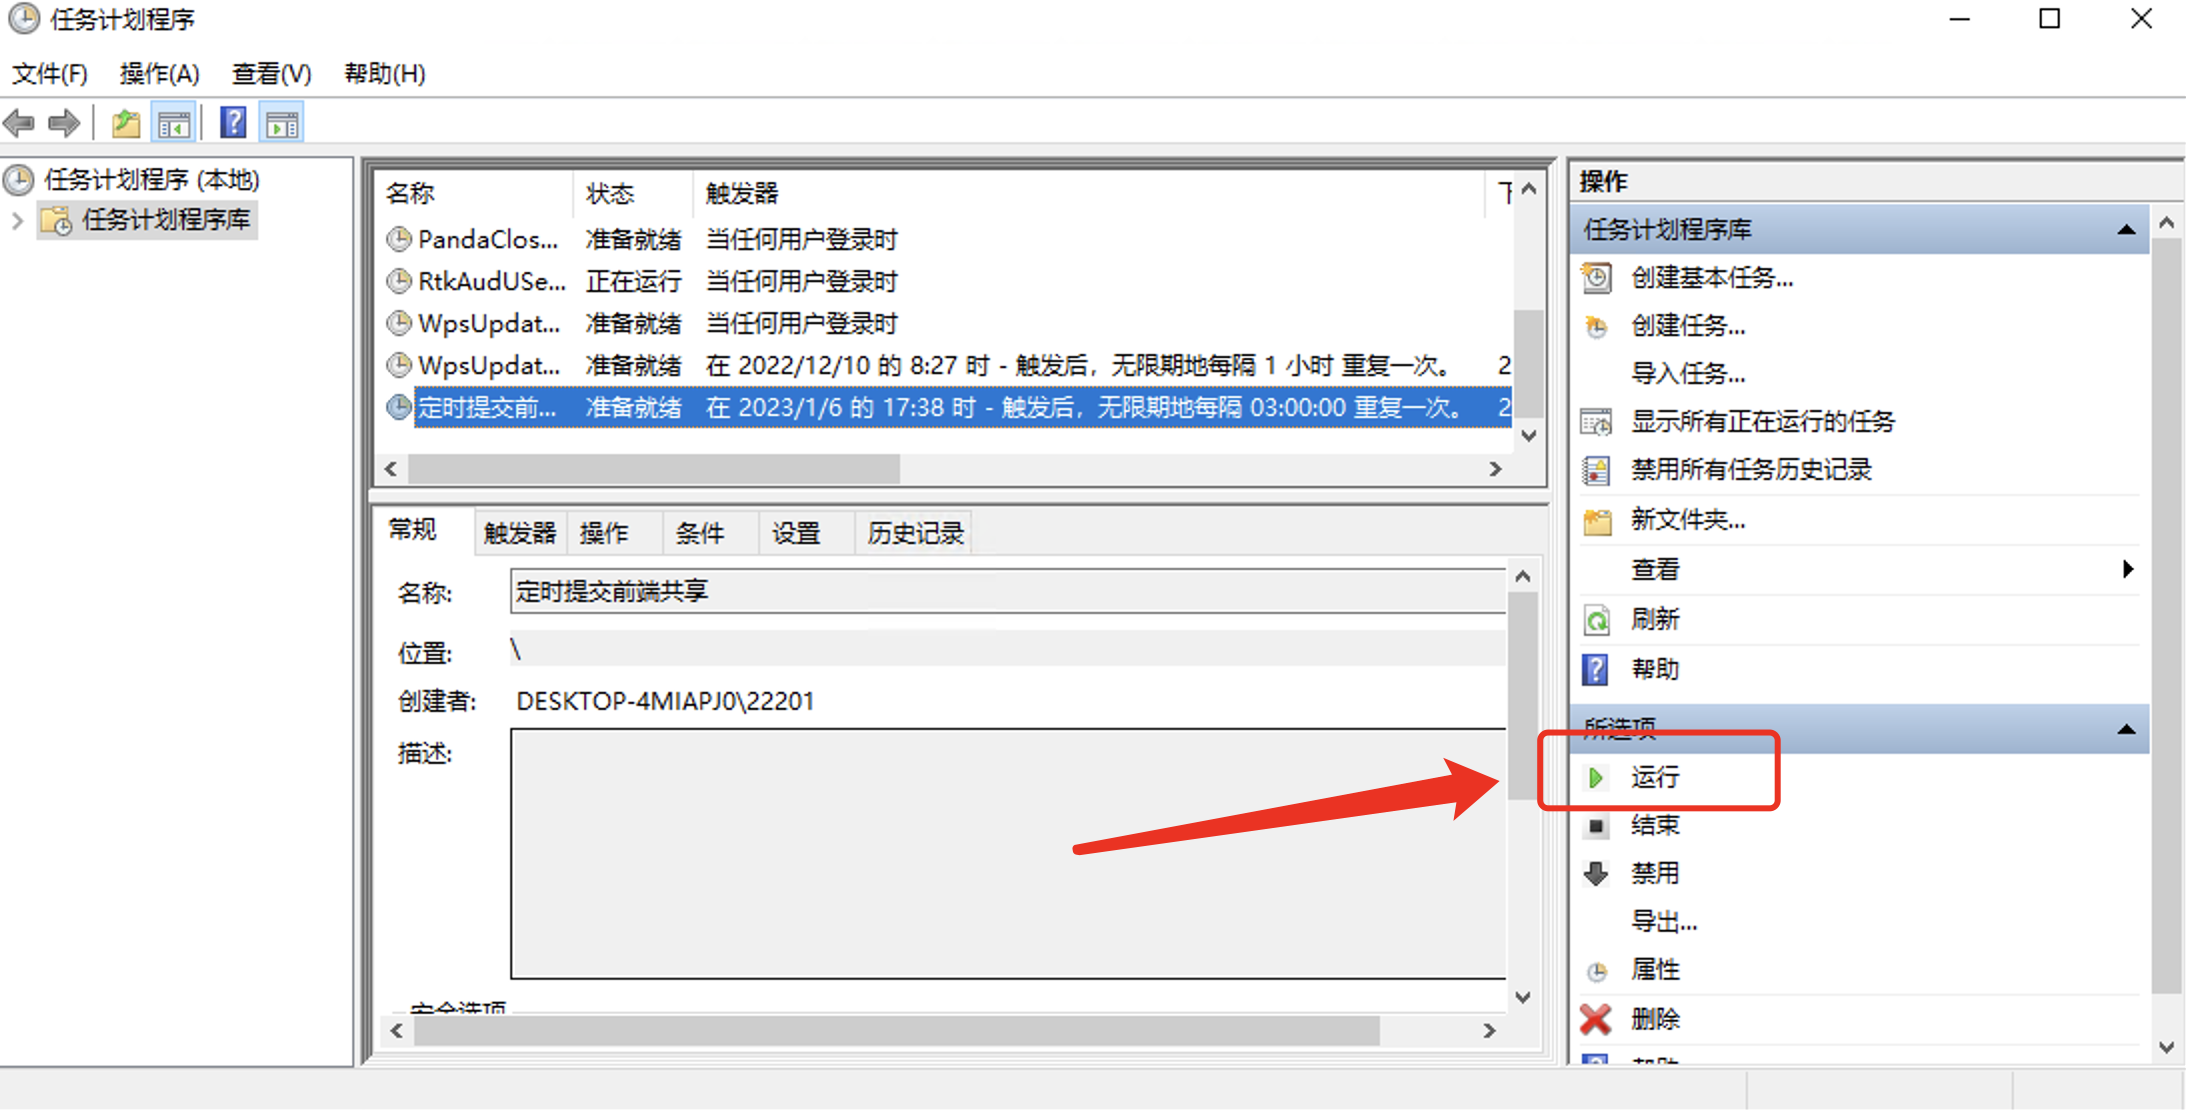 任务计划程序
文件(F) 操作(A) 查看(V) 帮助(H)
任务计划程序 (本地)
任务计划程序库
名称 状态 触发器 下
PandaClos... 准备就绪 当任何用户登录时
RtkAudUSe... 正在运行 当任何用户登录时
WpsUpdat... 准备就绪 当任何用户登录时
WpsUpdat... 准备就绪 在 2022/12/10 的 8:27 时 - 触发后，无限期地每隔 1 小时 重复一次。 2
定时提交前... 准备就绪 在 2023/1/6 的 17:38 时 - 触发后，无限期地每隔 03:00:00 重复一次。 2
常规 触发器 操作 条件 设置 历史记录
名称: 定时提交前端共享
位置: \
创建者: DESKTOP-4MIAPJ0\22201
描述:
安全选项
操作
任务计划程序库
创建基本任务...
创建任务...
导入任务...
显示所有正在运行的任务
禁用所有任务历史记录
新文件夹...
查看
刷新
帮助
所选项
运行
结束
禁用
导出...
属性
删除
帮助